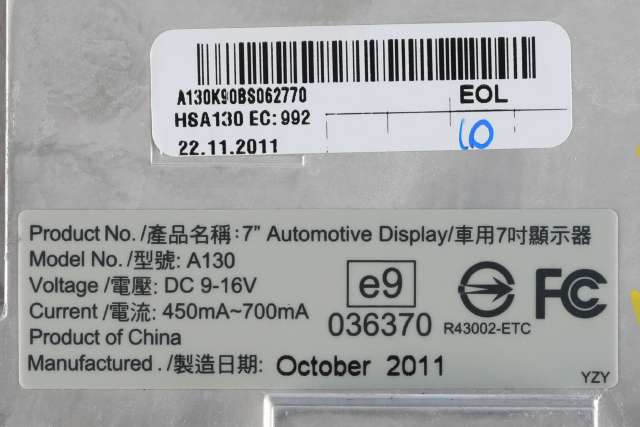 A130K90BS062770
HSA130 EC: 992
EOL
22.11.2011
10
Product No. /產品名稱: 7" Automotive Display/車用7吋顯示器
Model No. /型號: A130
Voltage /電壓: DC 9-16V
Current /電流: 450mA~700mA
Product of China
Manufactured . /製造日期: October 2011
e9
036370
R43002-ETC
FC
YZY